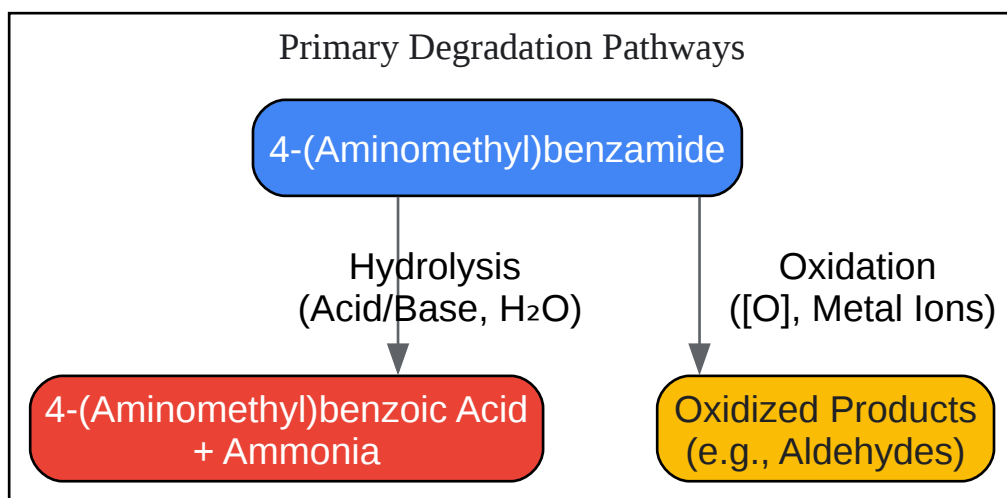 Primary Degradation Pathways
4-(Aminomethyl)benzamide
Hydrolysis
(Acid/Base, H₂O)
Oxidation
([O], Metal Ions)
4-(Aminomethyl)benzoic Acid
+ Ammonia
Oxidized Products
(e.g., Aldehydes)